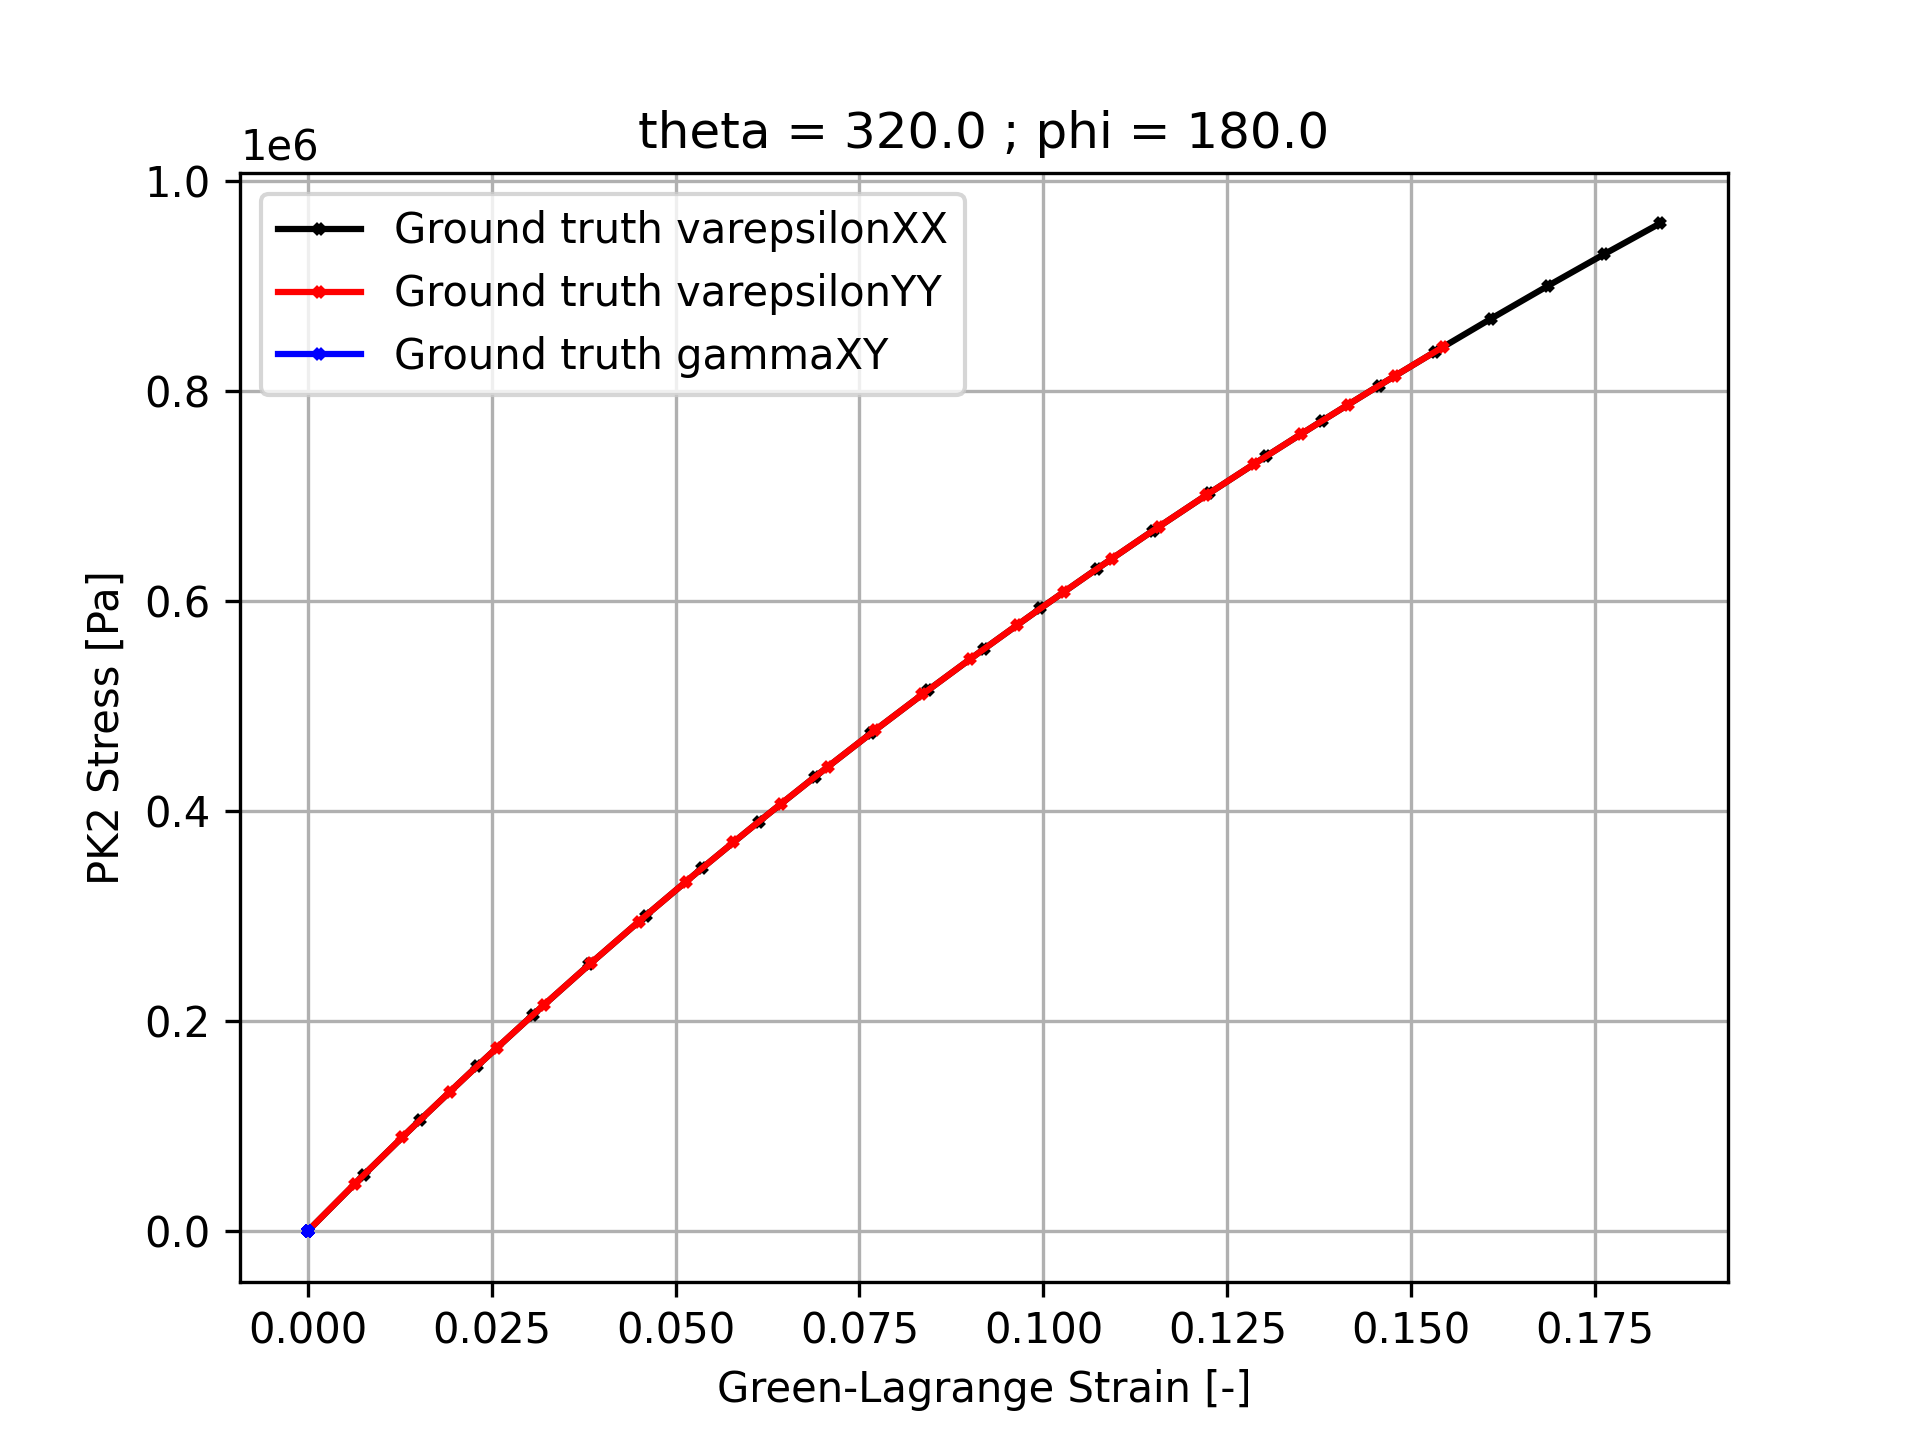 theta = 320.0 ; phi = 180.0
1e6
1.0
0.8
0.6
0.4
0.2
0.0
PK2 Stress [Pa]
Ground truth varepsilonXX
Ground truth varepsilonYY
Ground truth gammaXY
0.000 0.025 0.050 0.075 0.100 0.125 0.150 0.175
Green-Lagrange Strain [-]